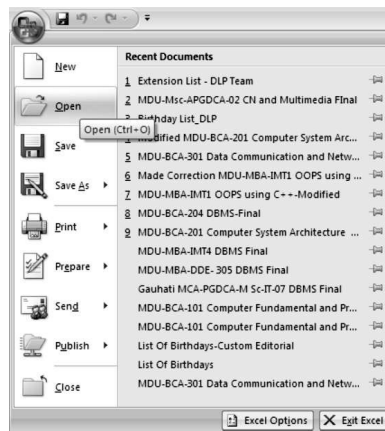 New
Open
Open (Ctrl+O)
Save
Save As
Print
Prepare
Send
Publish
Close
Recent Documents
1 Extension List - DLP Team
2 MDU-Msc-APGDCA-02 CN and Multimedia FInal
3 Birthday List_DLP
Modified MDU-BCA-201 Computer System Arc...
5 MDU-BCA-301 Data Communication and Netw...
6 Made Correction MDU-MBA-IMT1 OOPS using ...
7 MDU-MBA-IMT1 OOPS using C++-Modified
8 MDU-BCA-204 DBMS-Final
9 MDU-BCA-201 Computer System Architecture ...
MDU-MBA-IMT4 DBMS Final
MDU-MBA-DDE- 305 DBMS Final
Gauhati MCA-PGDCA-M Sc-IT-07 DBMS Final
MDU-BCA-101 Computer Fundamental and Pr...
MDU-BCA-101 Computer Fundamental and Pr...
List Of Birthdays-Custom Editorial
List Of Birthdays
MDU-BCA-301 Data Communication and Netw...
Excel Options
Exit Excel